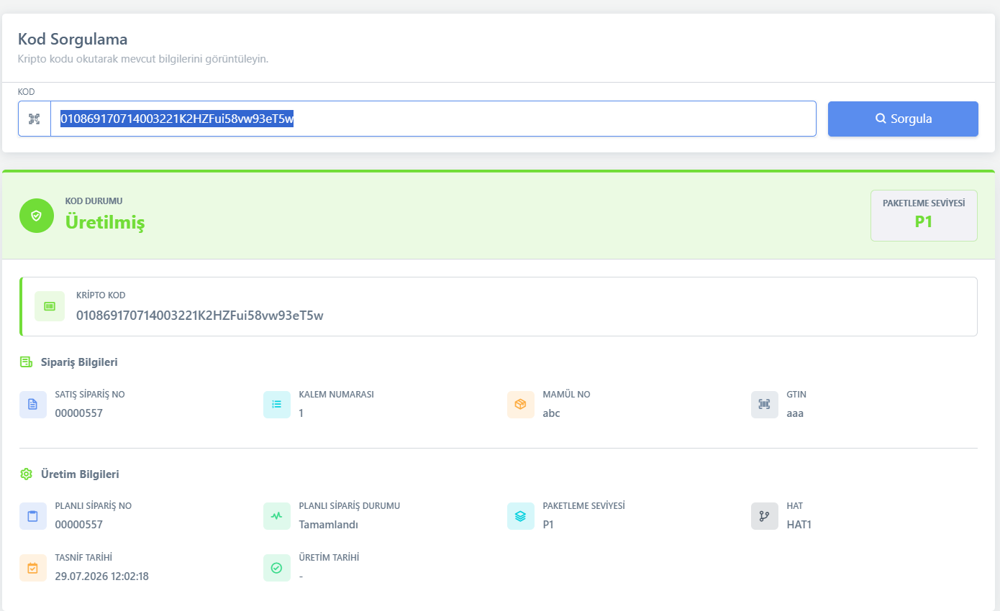 Kod Sorgulama
Kripto kodu okutarak mevcut bilgilerini görüntüleyin.
KOD
010869170714003221K2HZFui58vw93eT5w
Sorgula
KOD DURUMU
Üretilmiş
PAKETLEME SEVİYESİ
P1
KRİPTO KOD
010869170714003221K2HZFui58vw93eT5w
Sipariş Bilgileri
SATIŞ SİPARİŞ NO
00000557
KALEM NUMARASI
1
MAMÜL NO
abc
GTIN
aaa
Üretim Bilgileri
PLANLI SİPARİŞ NO
00000557
PLANLI SİPARİŞ DURUMU
Tamamlandı
PAKETLEME SEVİYESİ
P1
HAT
HAT1
TASNİF TARİHİ
29.07.2026 12:02:18
ÜRETİM TARİHİ
-